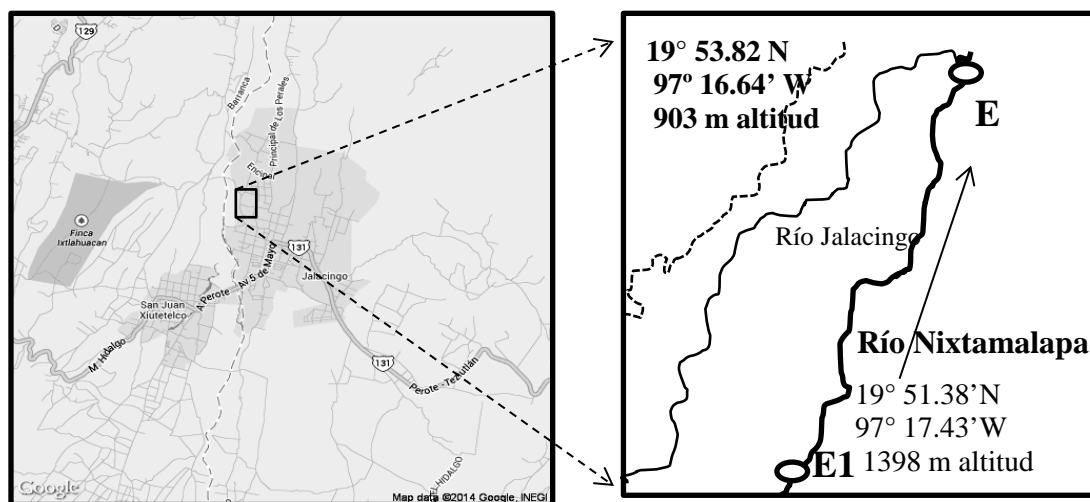 129
Barranca
Principal de Los Perales
Encinal
Finca
Ixtlahuacan
131
Jalacingo
Av 5 de Mayo
A Perote
San Juan
Xiutetelco
M. Hidalgo
131
Perote - Teziutlán
EL-HIDALGO
Google
Map data ©2014 Google, INEGI
19° 53.82 N
97º 16.64’ W
903 m altitud
E
Río Jalacingo
Río Nixtamalapa
19° 51.38’N
97° 17.43’W
E1
1398 m altitud